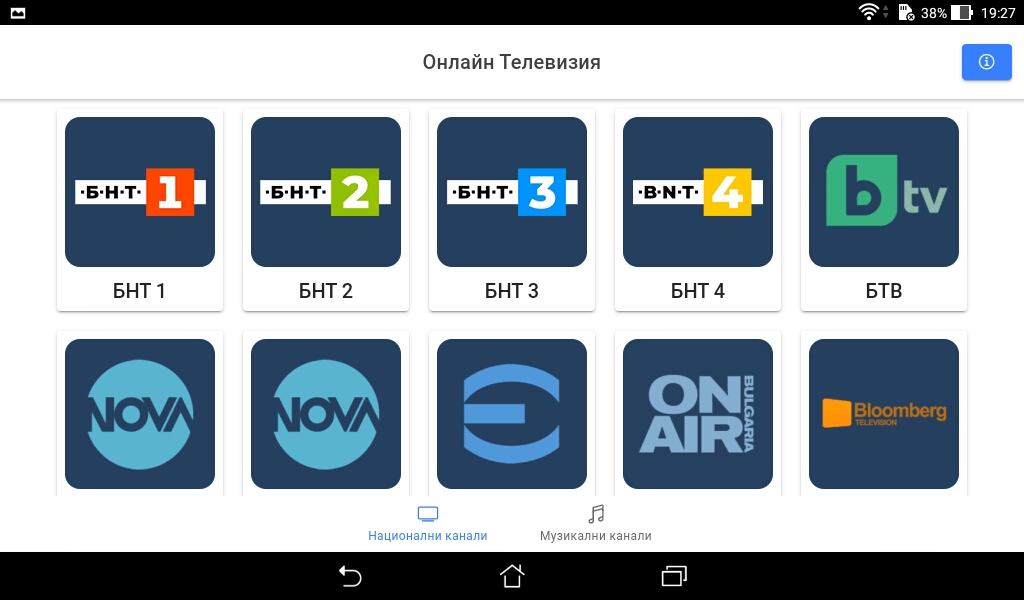 38% 19:27
Онлайн Телевизия
·Б·Н·Т· 1
·Б·Н·Т· 2
·Б·Н·Т· 3
·B·N·T· 4
b tv
БНТ 1
БНТ 2
БНТ 3
БНТ 4
БТВ
NOVA
NOVA
ON AIR BULGARIA
Bloomberg
TELEVISION
Национални канали
Музикални канали